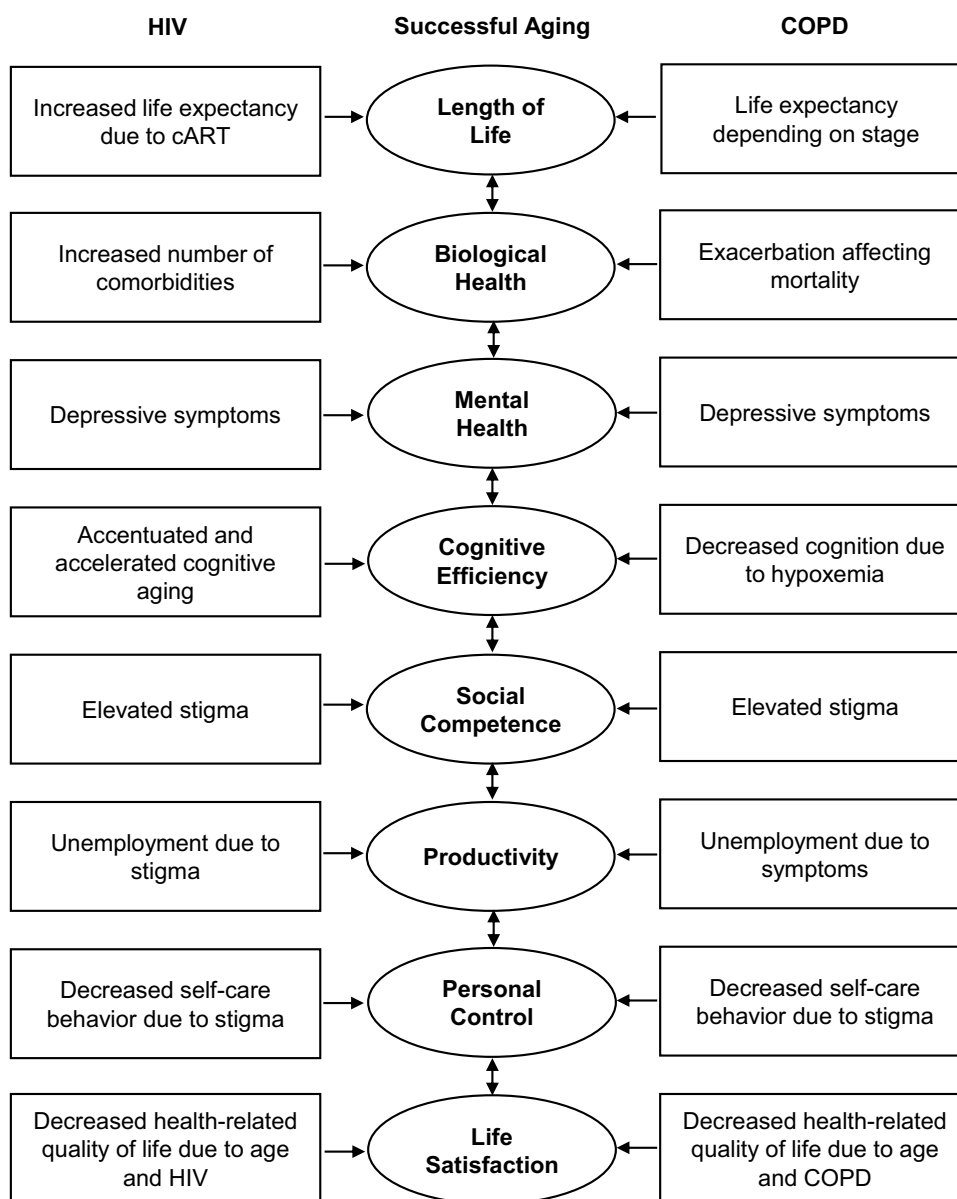 HIV
Successful Aging
COPD
Increased life expectancy
due to cART
Length of
Life
Life expectancy
depending on stage
Increased number of
comorbidities
Biological
Health
Exacerbation affecting
mortality
Depressive symptoms
Mental
Health
Depressive symptoms
Accentuated and
accelerated cognitive
aging
Cognitive
Efficiency
Decreased cognition due
to hypoxemia
Elevated stigma
Social
Competence
Elevated stigma
Unemployment due to
stigma
Productivity
Unemployment due to
symptoms
Decreased self-care
behavior due to stigma
Personal
Control
Decreased self-care
behavior due to stigma
Decreased health-related
quality of life due to age
and HIV
Life
Satisfaction
Decreased health-related
quality of life due to age
and COPD